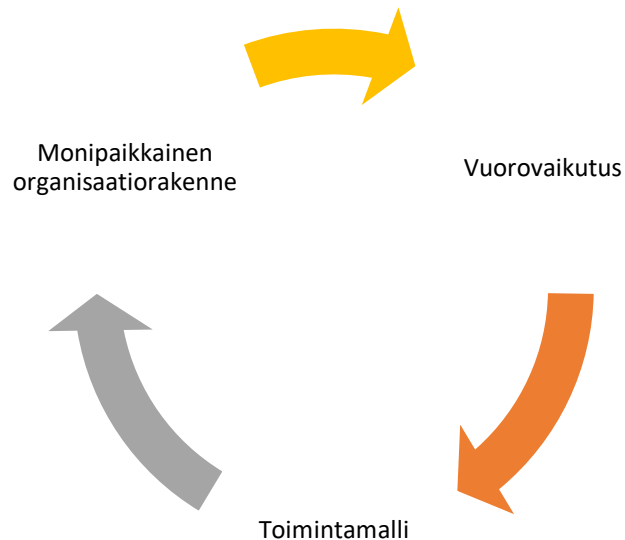 Monipaikkainen
organisaatiorakenne
Vuorovaikutus
Toimintamalli